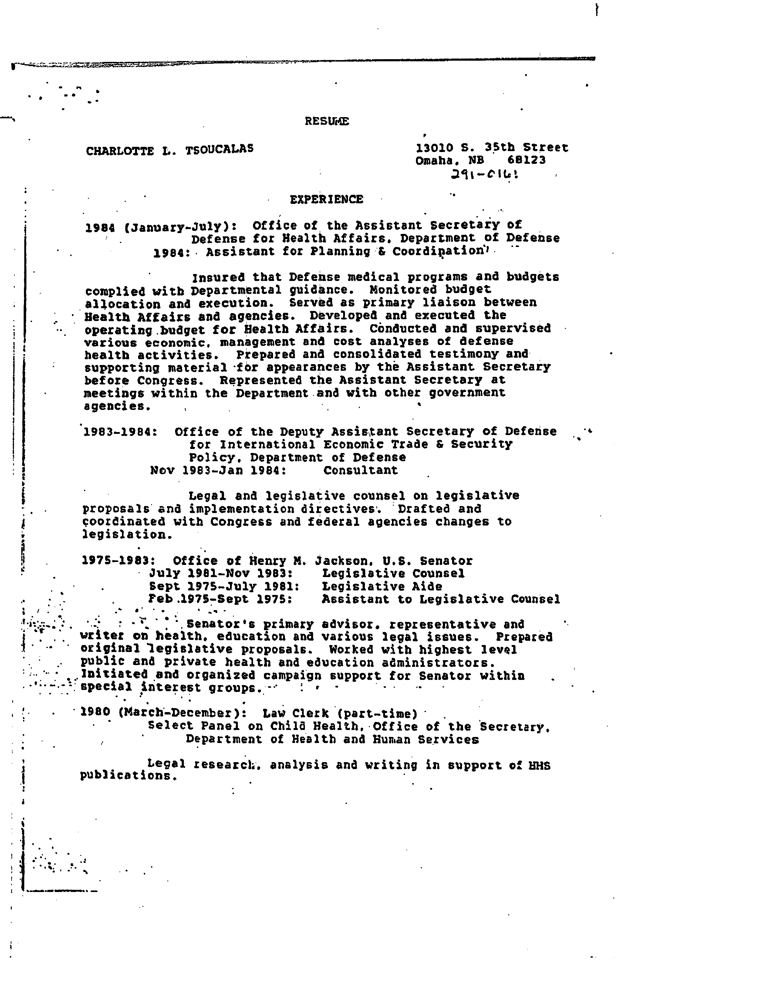 RESUME
CHARLOTTE L. TSOUCALAS
13010 S. 35th Street
Omaha, NB 68123
EXPERIENCE
1984 (January-July): Office of the Assistant Secretary of
Defense for Health Affairs, Department of Defense
1984: Assistant for Planning & Coordination
Insured that Defense medical programs and budgets
complied with Departmental guidance. Monitored budget
allocation and execution. Served as primary liaison between
Health Affairs and agencies. Developed and executed the
operating budget for Health Affairs. Conducted and supervised
various economic, management and cost analyses of defense
health activities. Prepared and consolidated testimony and
supporting material for appearances by the Assistant Secretary
before Congress. Represented the Assistant Secretary at
meetings within the Department and with other government
agencies.
1983-1984: Office of the Deputy Assistant Secretary of Defense
for International Economic Trade & Security
Policy, Department of Defense
Nov 1983-Jan 1984: Consultant
Legal and legislative counsel on legislative
proposals and implementation directives. Drafted and
coordinated with Congress and federal agencies changes to
legislation.
1975-1983: Office of Henry M. Jackson, U.S. Senator
July 1981-Nov 1983: Legislative Counsel
Sept 1975-July 1981: Legislative Aide
Feb 1975-Sept 1975: Assistant to Legislative Counsel
Senator's primary advisor, representative and
writer on health, education and various legal issues. Prepared
original legislative proposals. Worked with highest level
public and private health and education administrators.
Initiated and organized campaign support for Senator within
special interest groups.
1980 (March-December): Law Clerk (part-time)
Select Panel on Child Health, Office of the Secretary,
Department of Health and Human Services
Legal research, analysis and writing in support of HHS
publications.